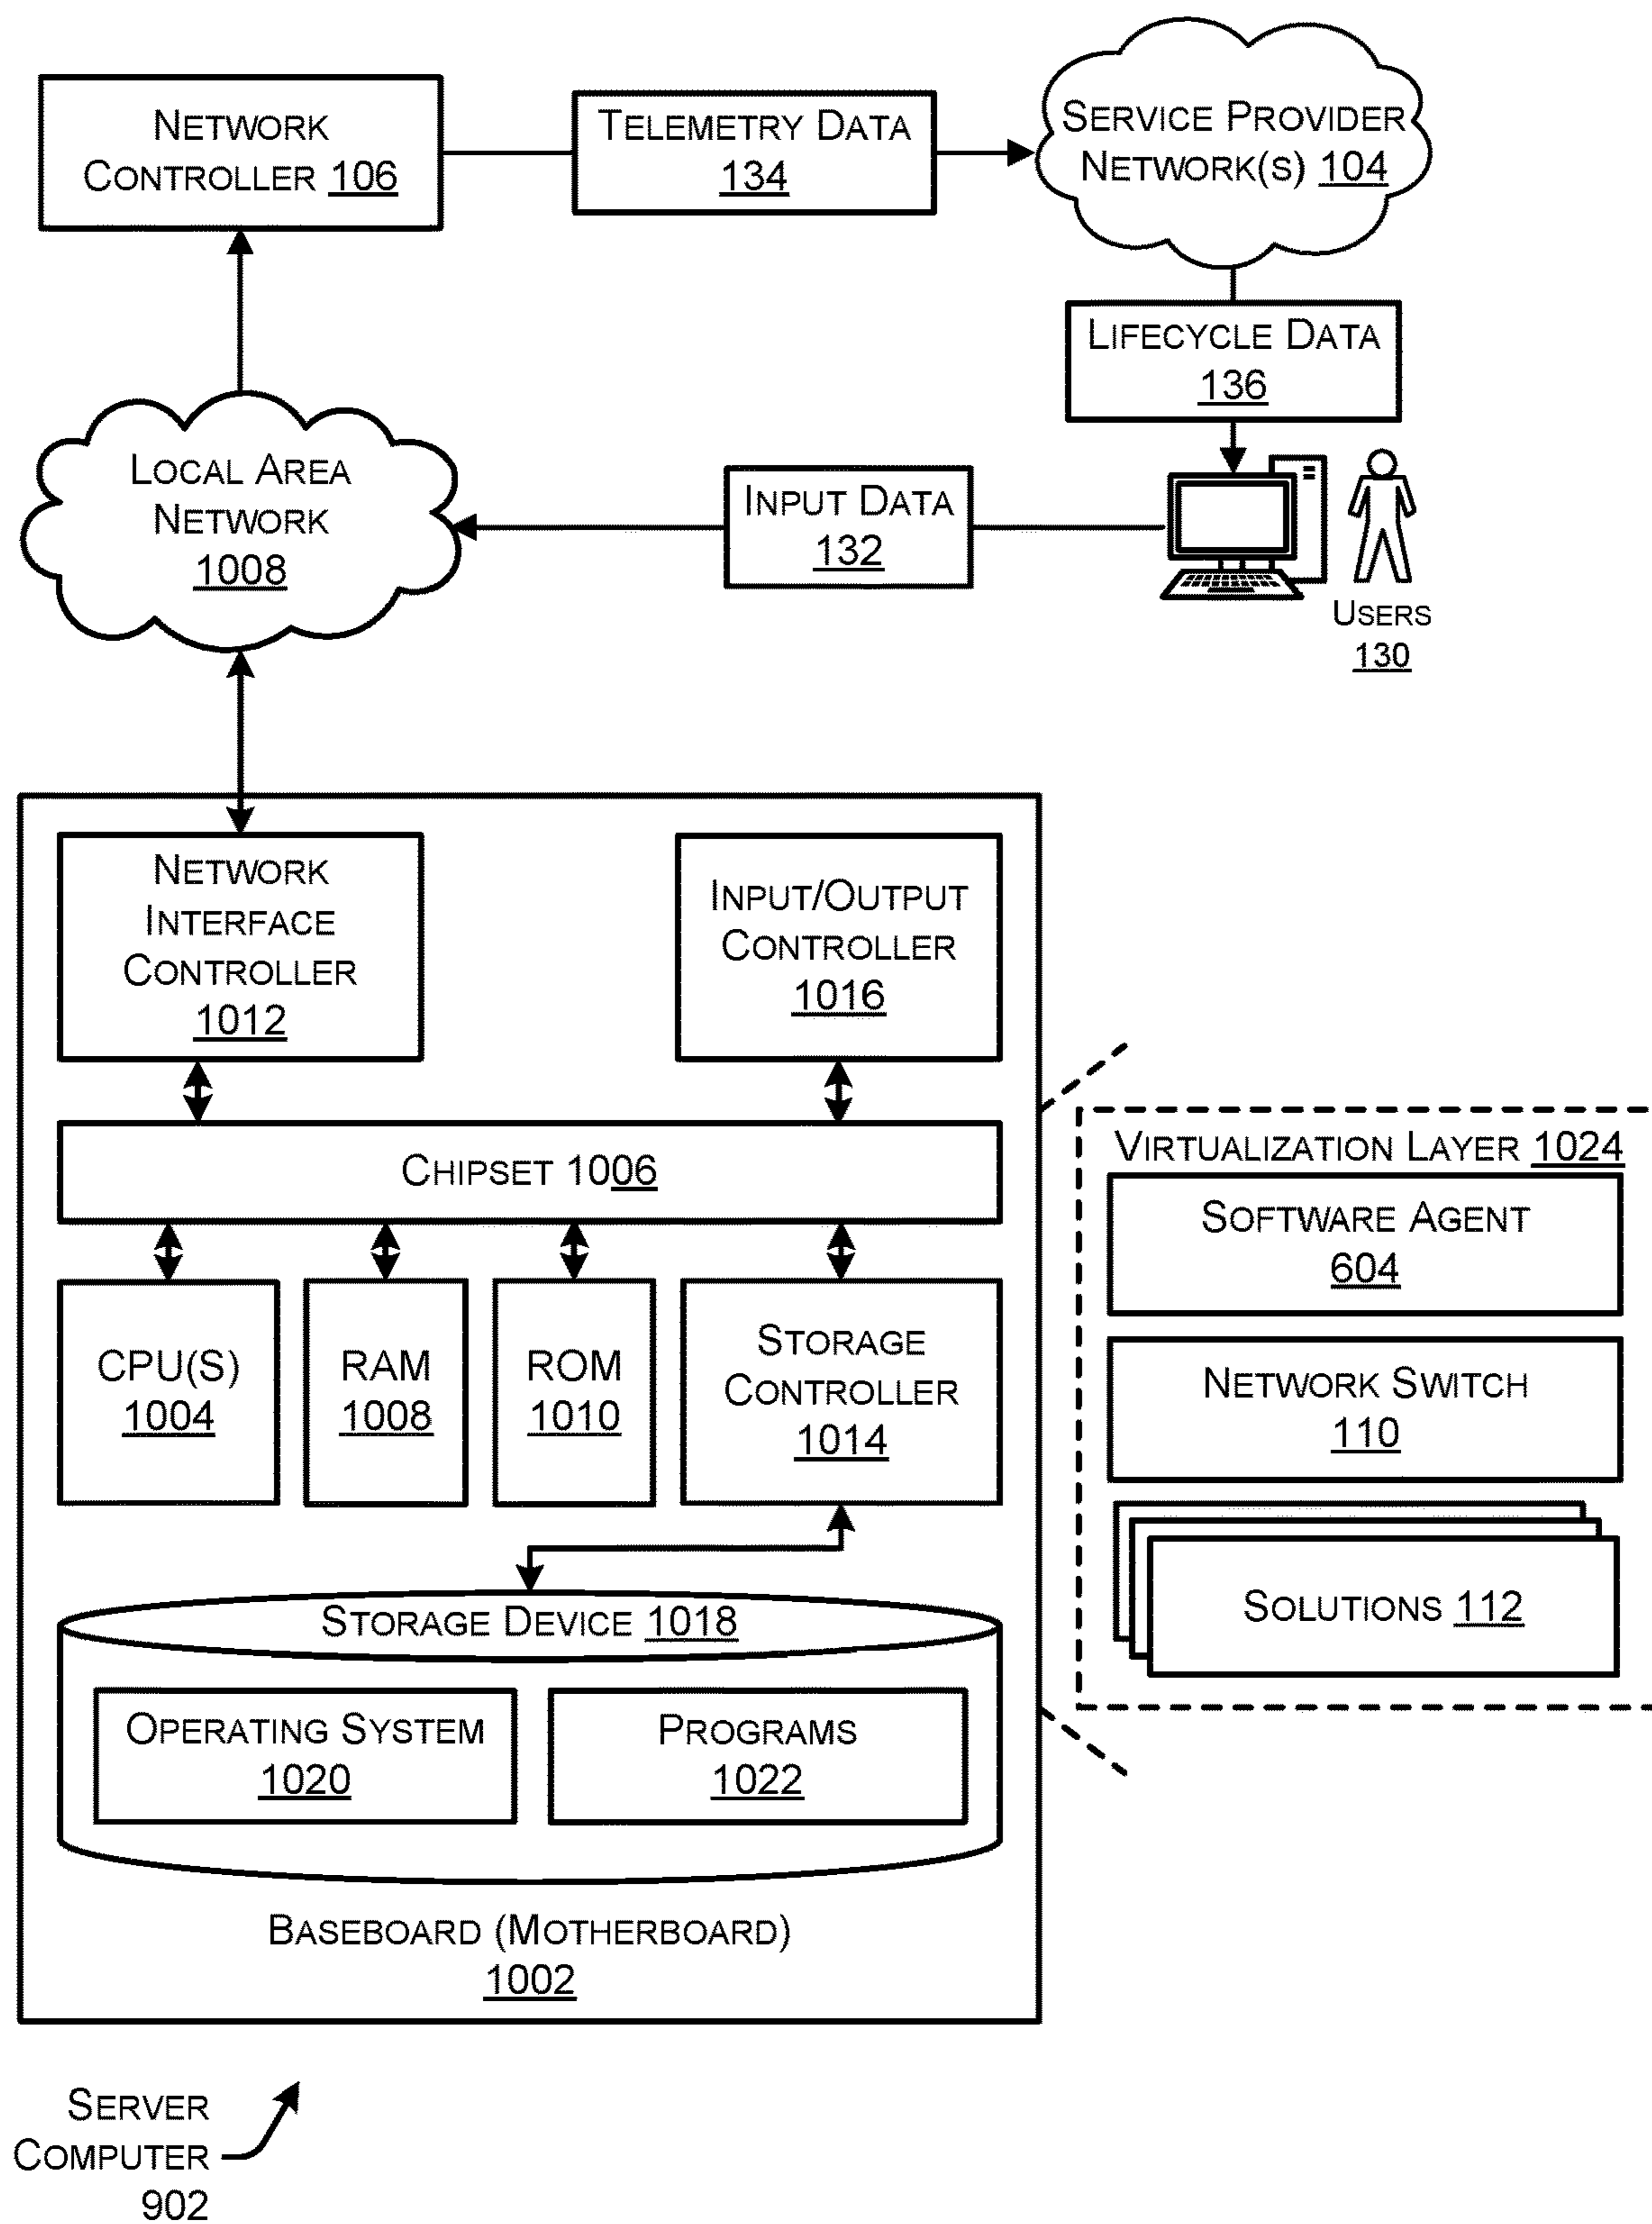 NETWORK
CONTROLLER 106
TELEMETRY DATA
134
SERVICE PROVIDER
NETWORK(S) 104
LIFECYCLE DATA
136
LOCAL AREA
NETWORK
1008
INPUT DATA
132
USERS
130
NETWORK
INTERFACE
CONTROLLER
1012
INPUT/OUTPUT
CONTROLLER
1016
CHIPSET 1006
CPU(S)
1004
RAM
1008
ROM
1010
STORAGE
CONTROLLER
1014
STORAGE DEVICE 1018
OPERATING SYSTEM
1020
PROGRAMS
1022
BASEBOARD (MOTHERBOARD)
1002
VIRTUALIZATION LAYER 1024
SOFTWARE AGENT
604
NETWORK SWITCH
110
SOLUTIONS 112
SERVER
COMPUTER
902